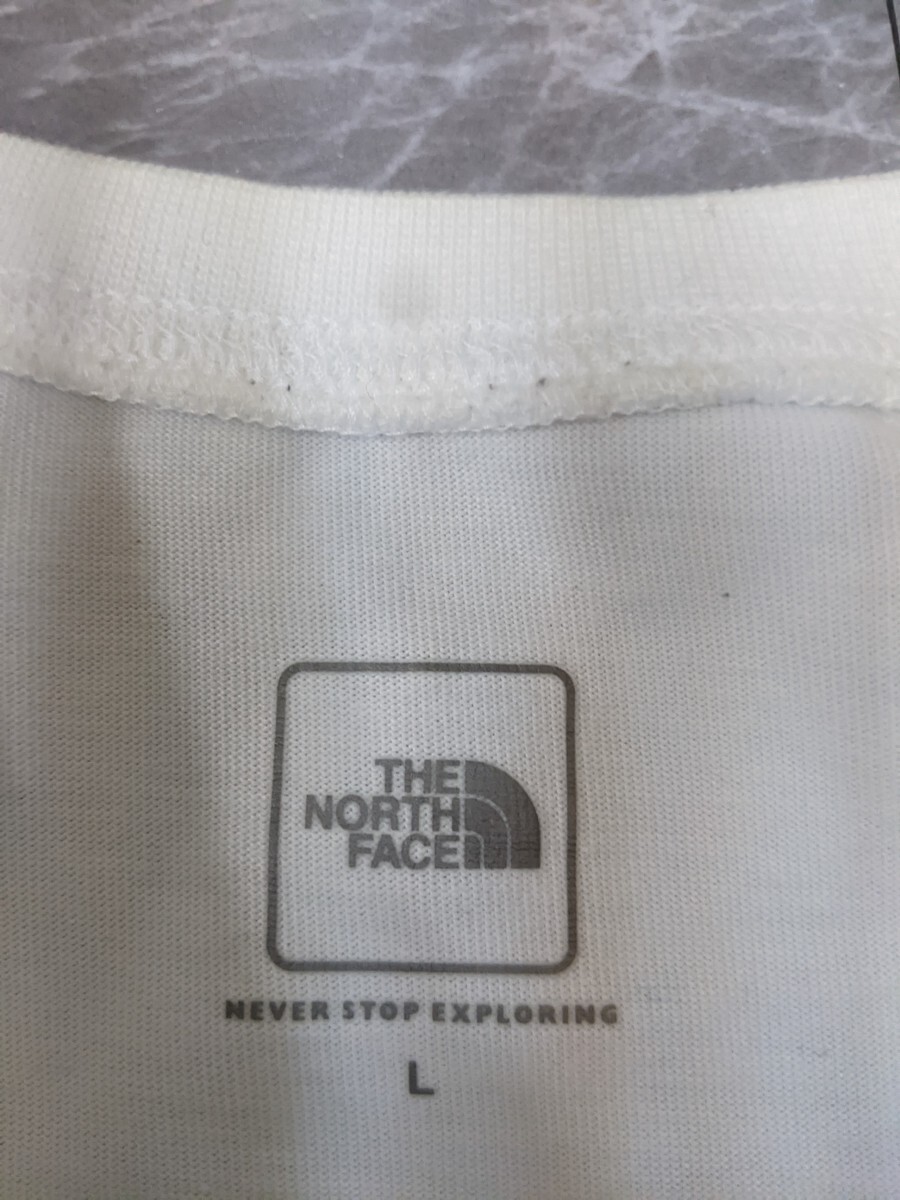 THE
NORTH
FACE
NEVER STOP EXPLORING
L